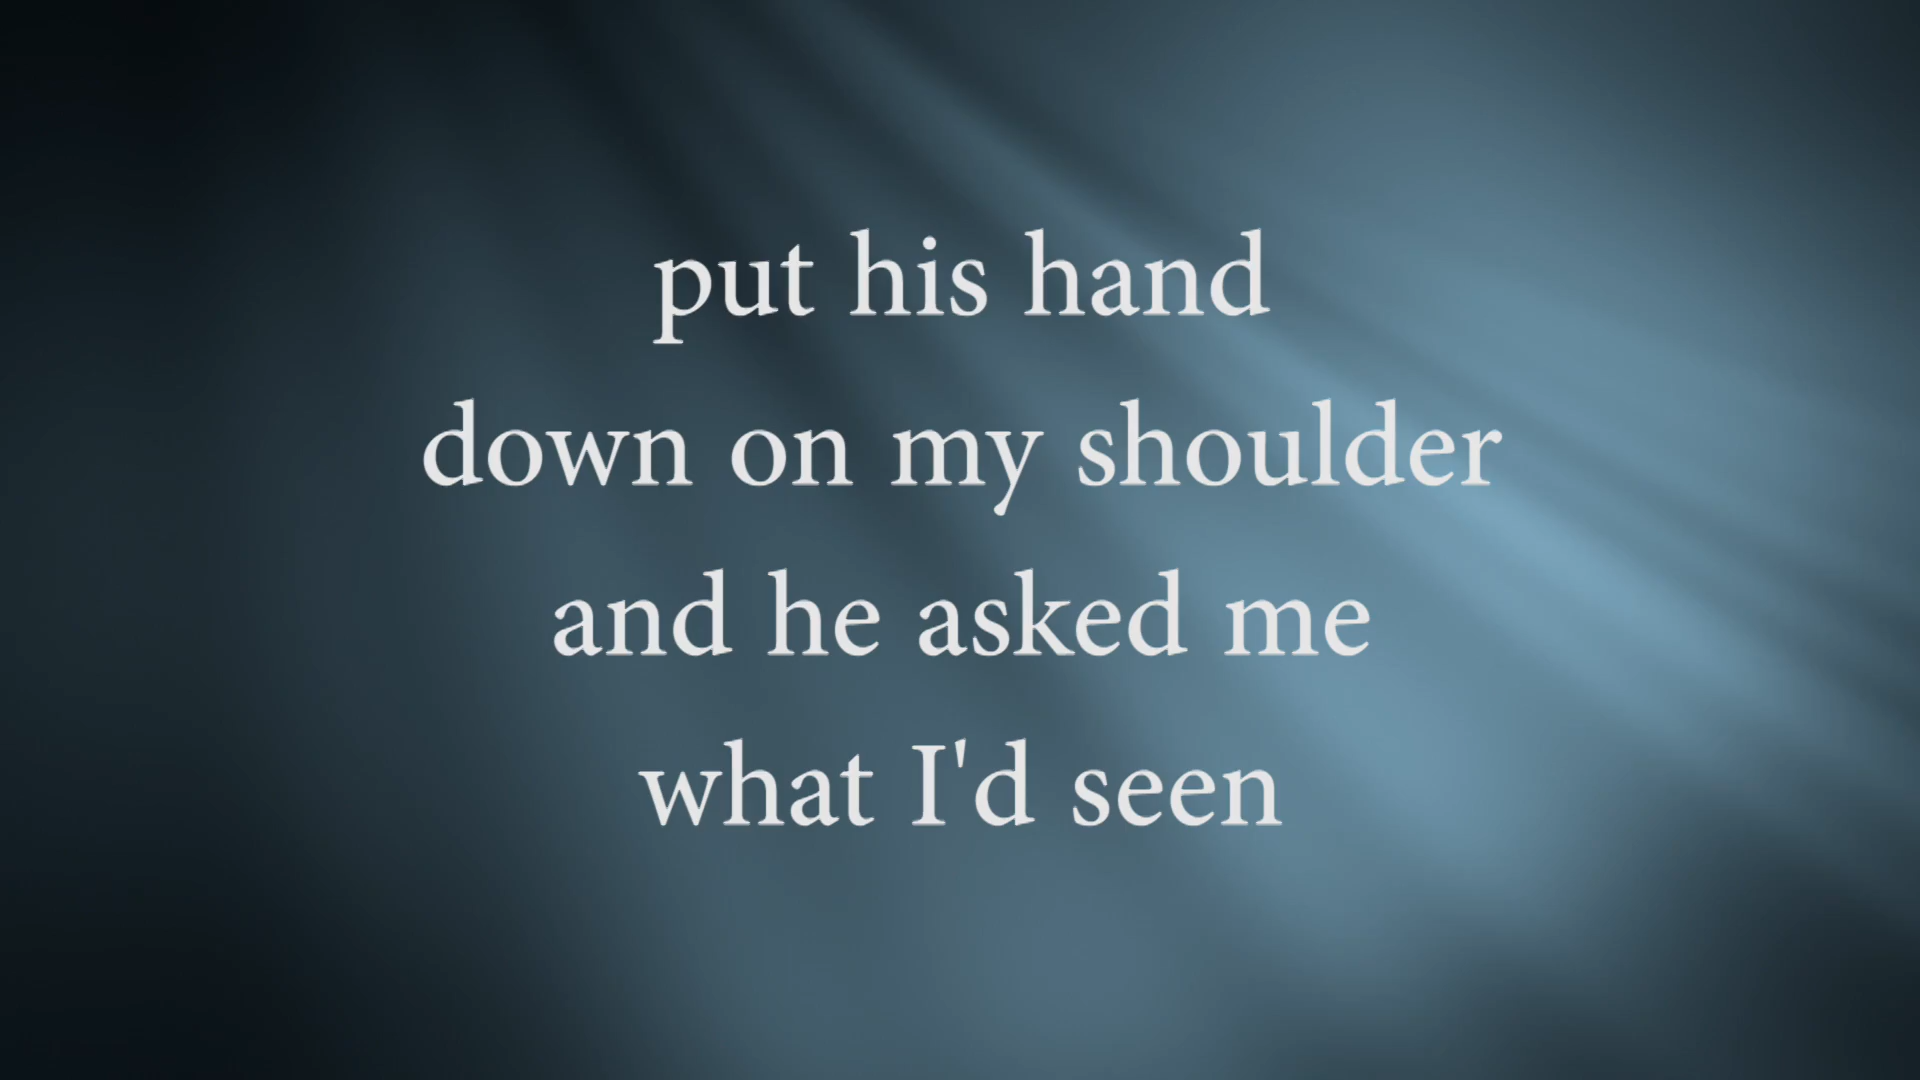 put his hand
down on my shoulder
and he asked me
what I'd seen